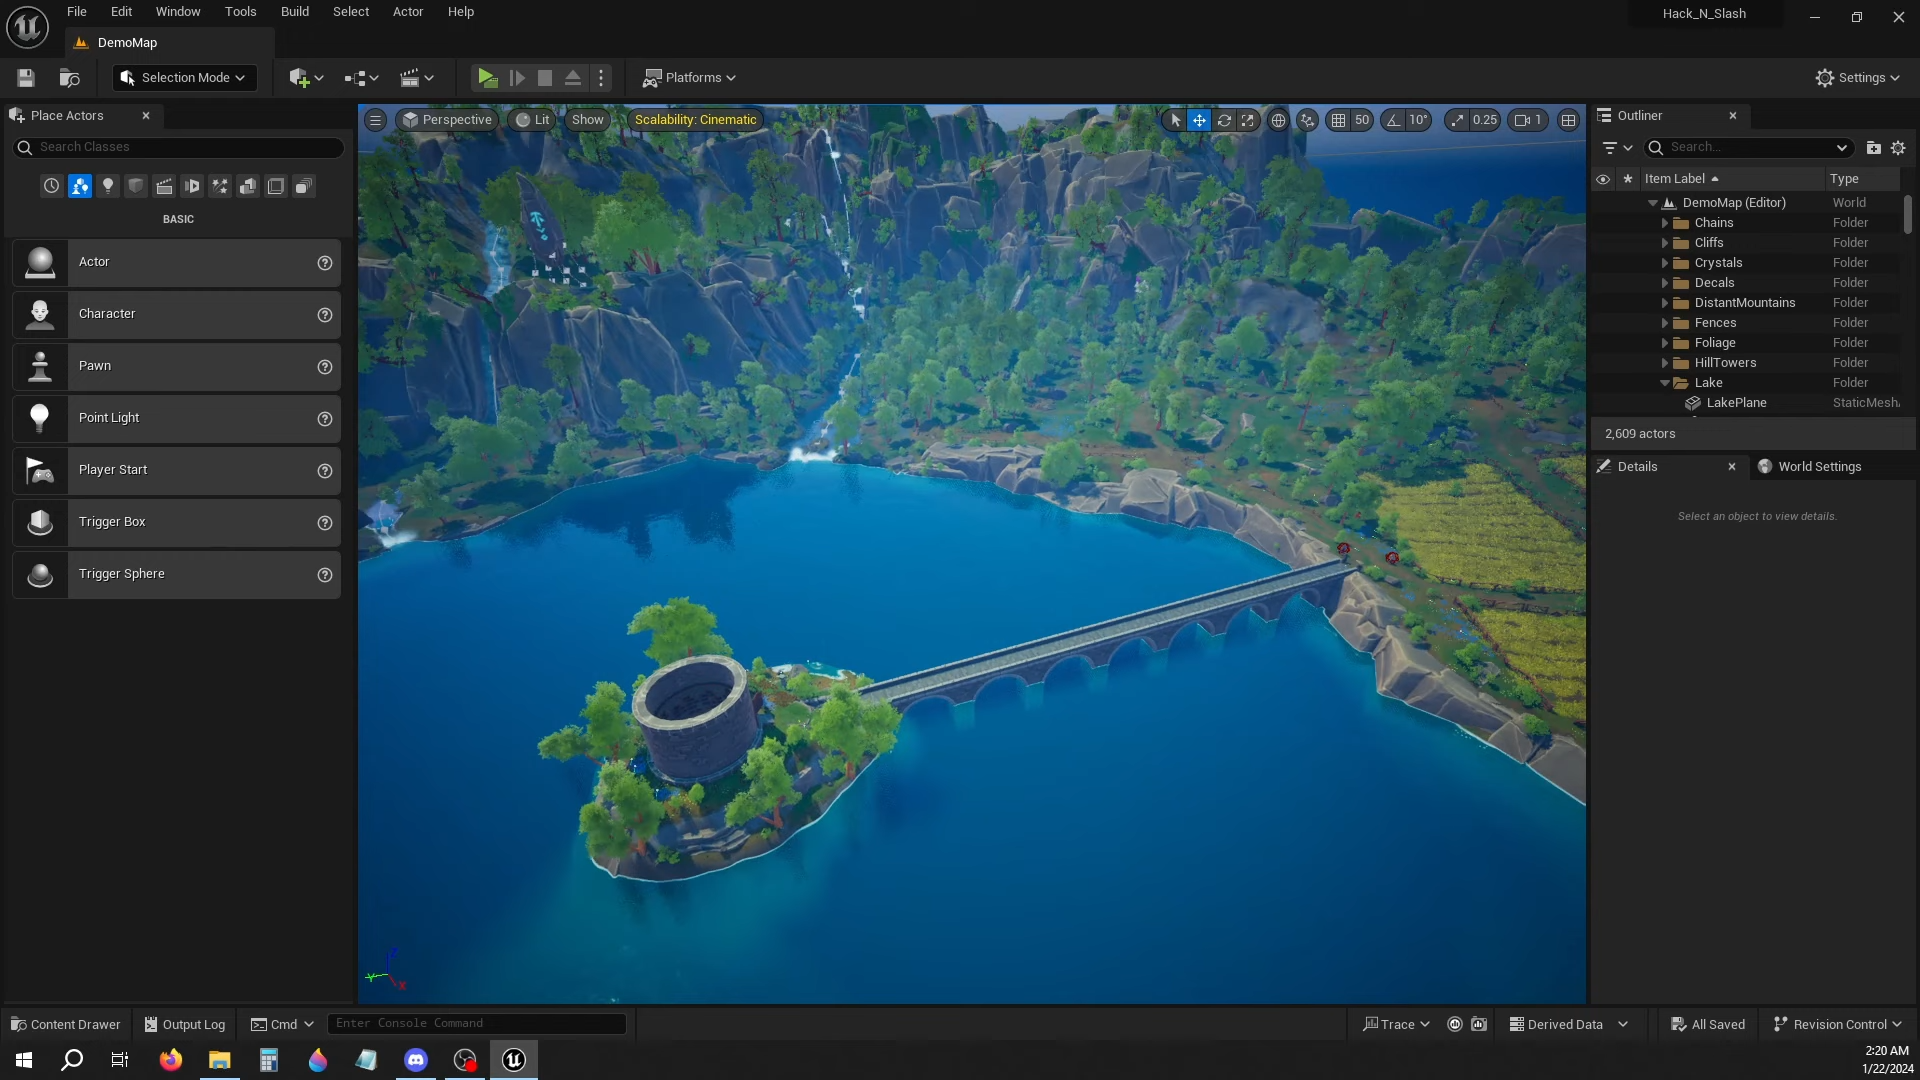 File Edit Window Tools Build Select Actor Help
Hack_N_Slash
DemoMap
Selection Mode
Platforms
Settings
Place Actors
Search Classes
BASIC
Actor
Character
Pawn
Point Light
Player Start
Trigger Box
Trigger Sphere
Perspective Lit Show Scalability: Cinematic
50 10° 0.25 1
X
Outliner
Search...
Item Label Type
DemoMap (Editor) World
Chains Folder
Cliffs Folder
Crystals Folder
Decals Folder
DistantMountains Folder
Fences Folder
Foliage Folder
HillTowers Folder
Lake Folder
LakePlane StaticMesh
2,609 actors
Details World Settings
Select an object to view details.
Content Drawer Output Log Cmd Enter Console Command Trace Derived Data All Saved Revision Control
2:20 AM
1/22/2024